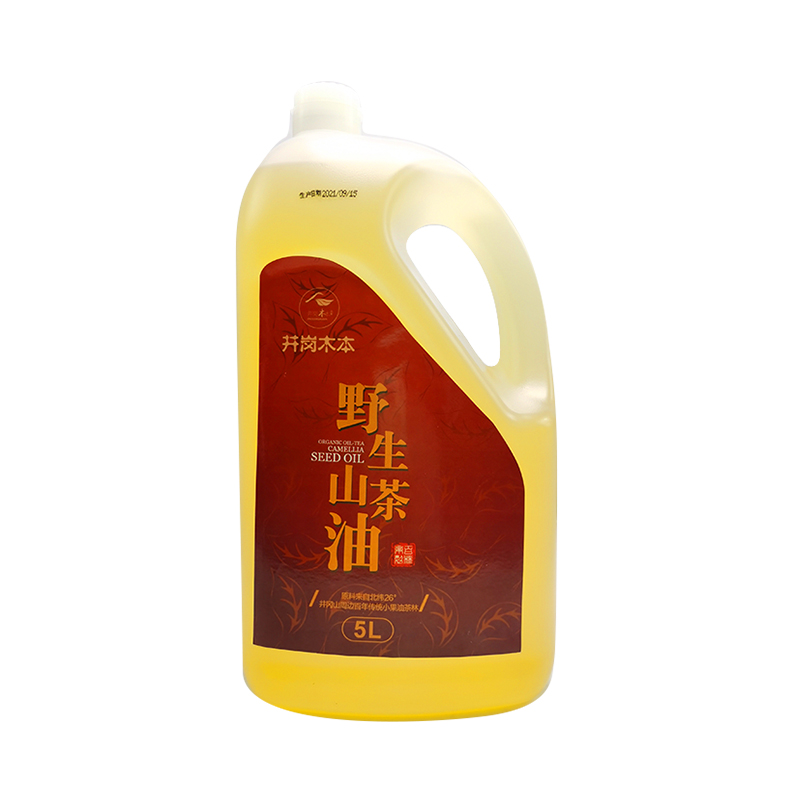 生产日期2021/09/15
井岗木本
野生山茶油
ORGANIC OIL-TEA
CAMELLIA
SEED OIL
原料来自北纬26°
井冈山周边百年传统小果油茶林
5L